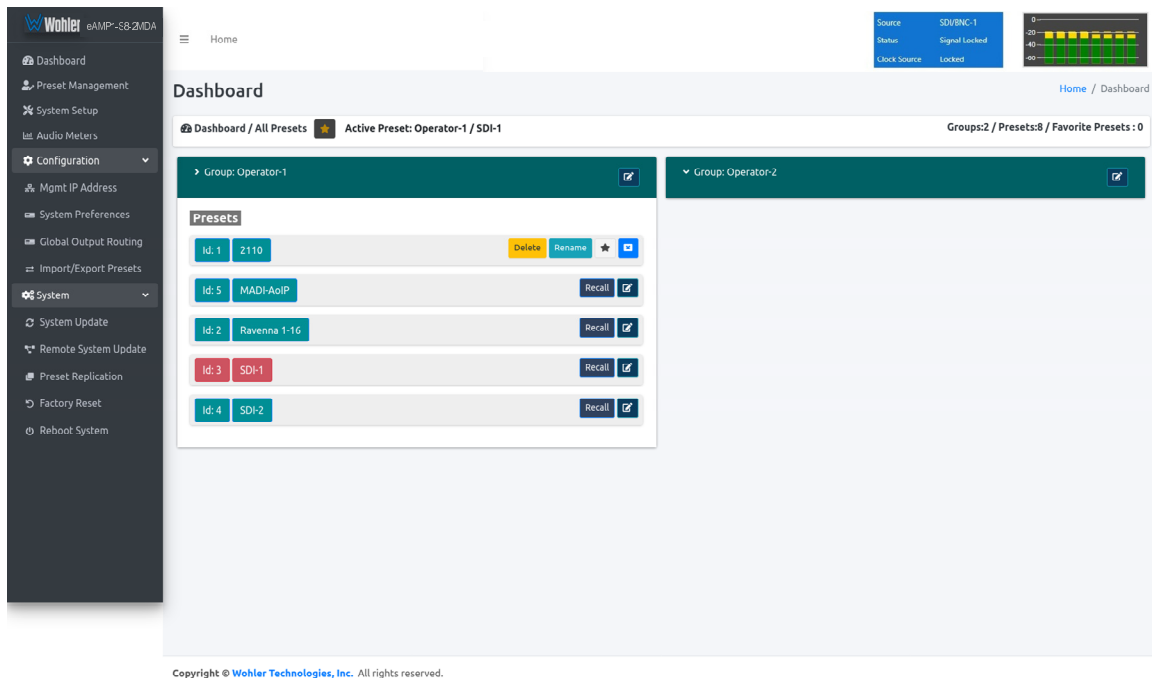 Wohler eAMP1-S8-2MDA
Dashboard
Preset Management
System Setup
Audio Meters
Configuration
Mgmt IP Address
System Preferences
Global Output Routing
Import/Export Presets
System
System Update
Remote System Update
Preset Replication
Factory Reset
Reboot System
Home
Source SDI/BNC-1
Status Signal Locked
Clock Source Locked
0
-20
-40
-60
Dashboard
Home / Dashboard
Dashboard / All Presets Active Preset: Operator-1 / SDI-1 Groups:2 / Presets:8 / Favorite Presets : 0
Group: Operator-1
Group: Operator-2
Presets
Id: 1 2110 Delete Rename
Id: 5 MADI-AoIP Recall
Id: 2 Ravenna 1-16 Recall
Id: 3 SDI-1 Recall
Id: 4 SDI-2 Recall
Copyright © Wohler Technologies, Inc. All rights reserved.